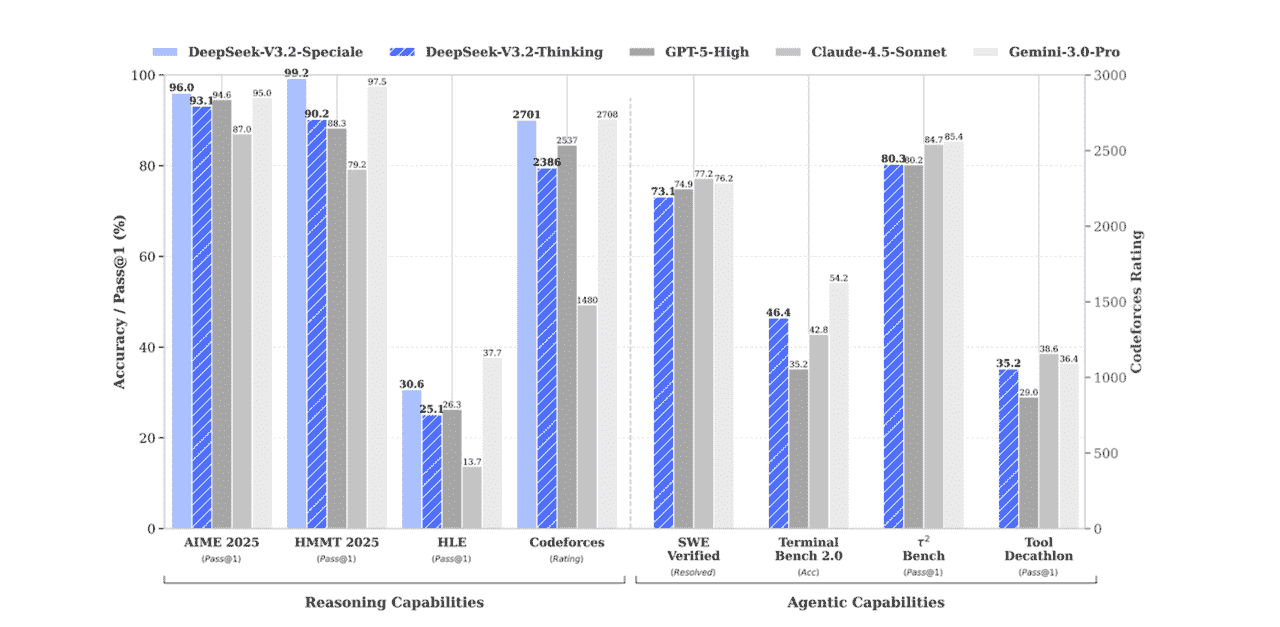 DeepSeek-V3.2-Speciale DeepSeek-V3.2-Thinking GPT-5-High Claude-4.5-Sonnet Gemini-3.0-Pro
Accuracy / Pass@1 (%)
100
80
60
40
20
0
96.0 93.1 94.6 87.0 95.0
99.2 90.2 88.3 79.2 97.5
30.6 25.1 26.3 13.7 37.7
2701 2386 2537 1480 2708
73.1 74.9 77.2 76.2
46.4 35.2 42.8 54.2
80.3 80.2 84.7 85.4
35.2 29.0 38.6 36.4
3000
2500
2000
1500
1000
500
0
Codeforces Rating
AIME 2025
(Pass@1)
HMMT 2025
(Pass@1)
HLE
(Pass@1)
Codeforces
(Rating)
SWE
Verified
(Resolved)
Terminal
Bench 2.0
(Acc)
τ²
Bench
(Pass@1)
Tool
Decathlon
(Pass@1)
Reasoning Capabilities
Agentic Capabilities